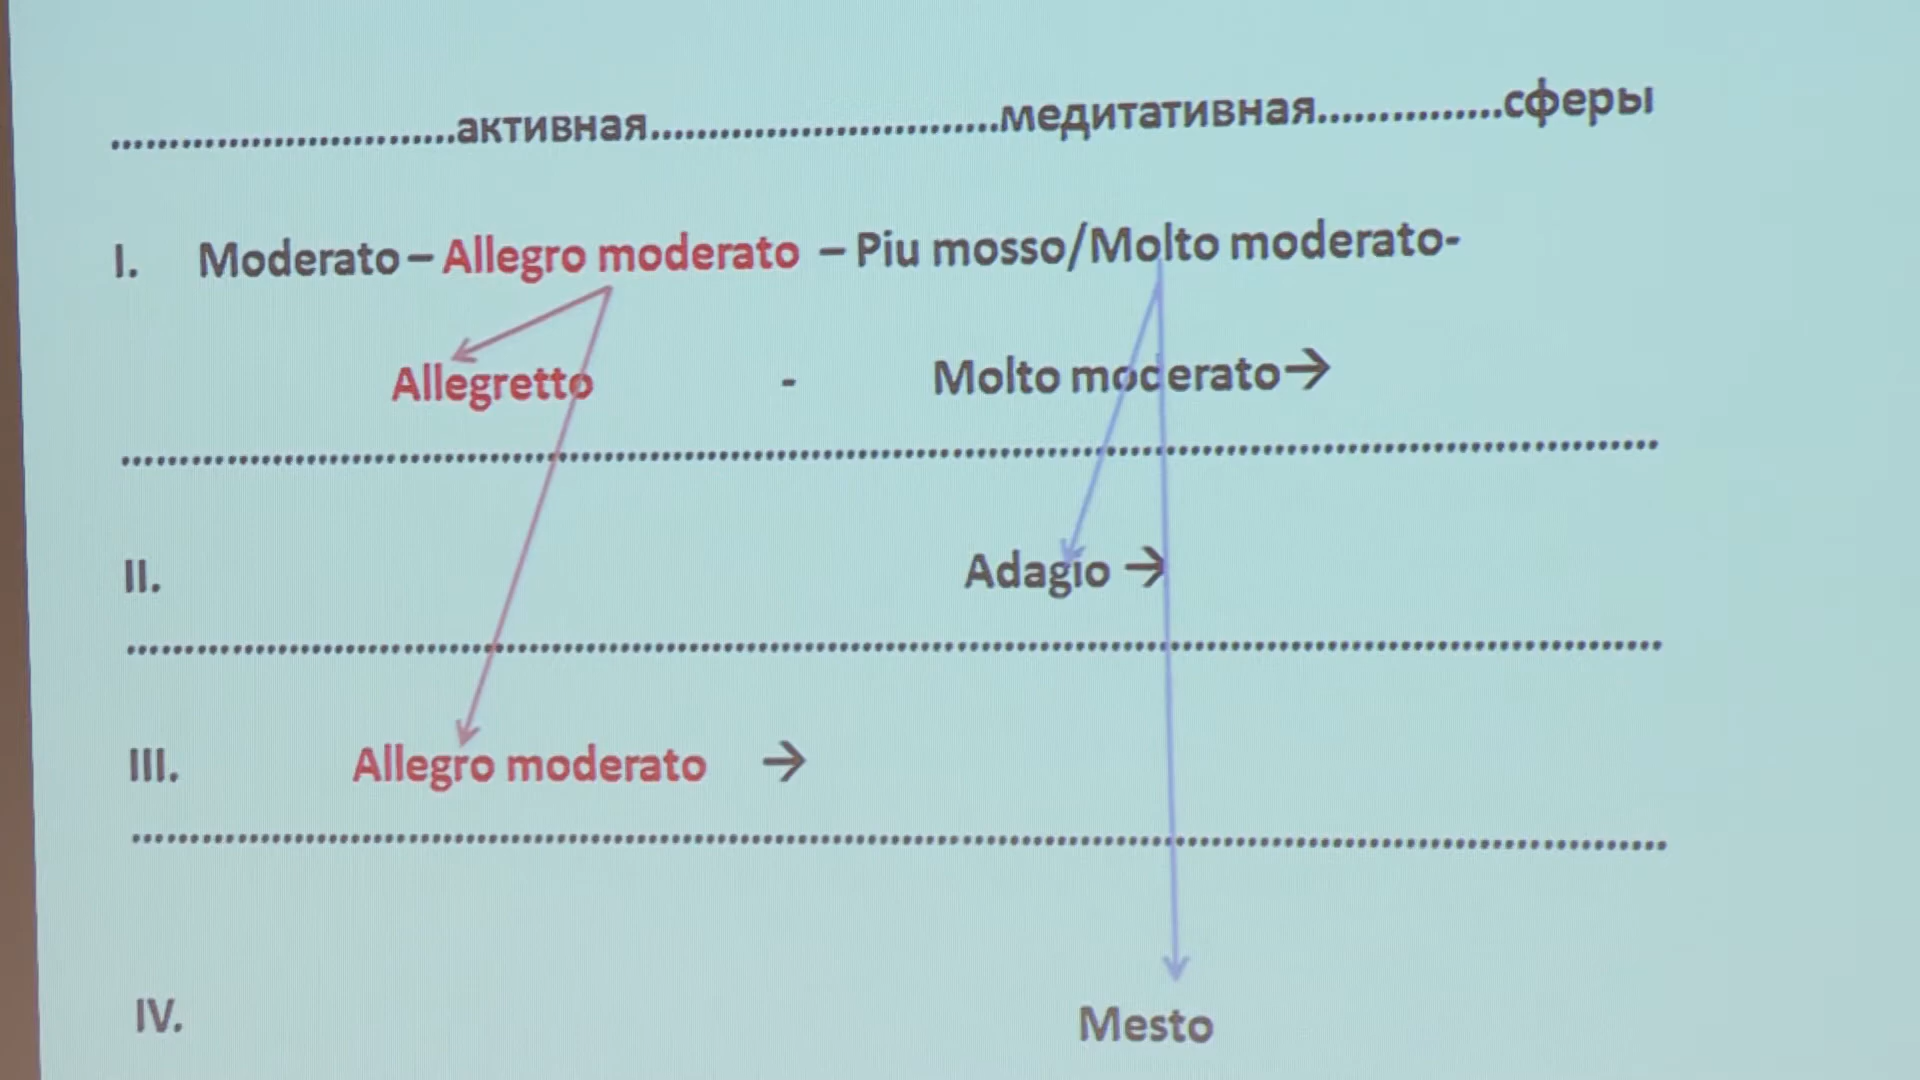 ............................активная..............................медитативная...............сферы
I. Moderato – Allegro moderato – Piu mosso/Molto moderato-
Allegretto - Molto moderato→
II. Adagio →
III. Allegro moderato →
IV. Mesto